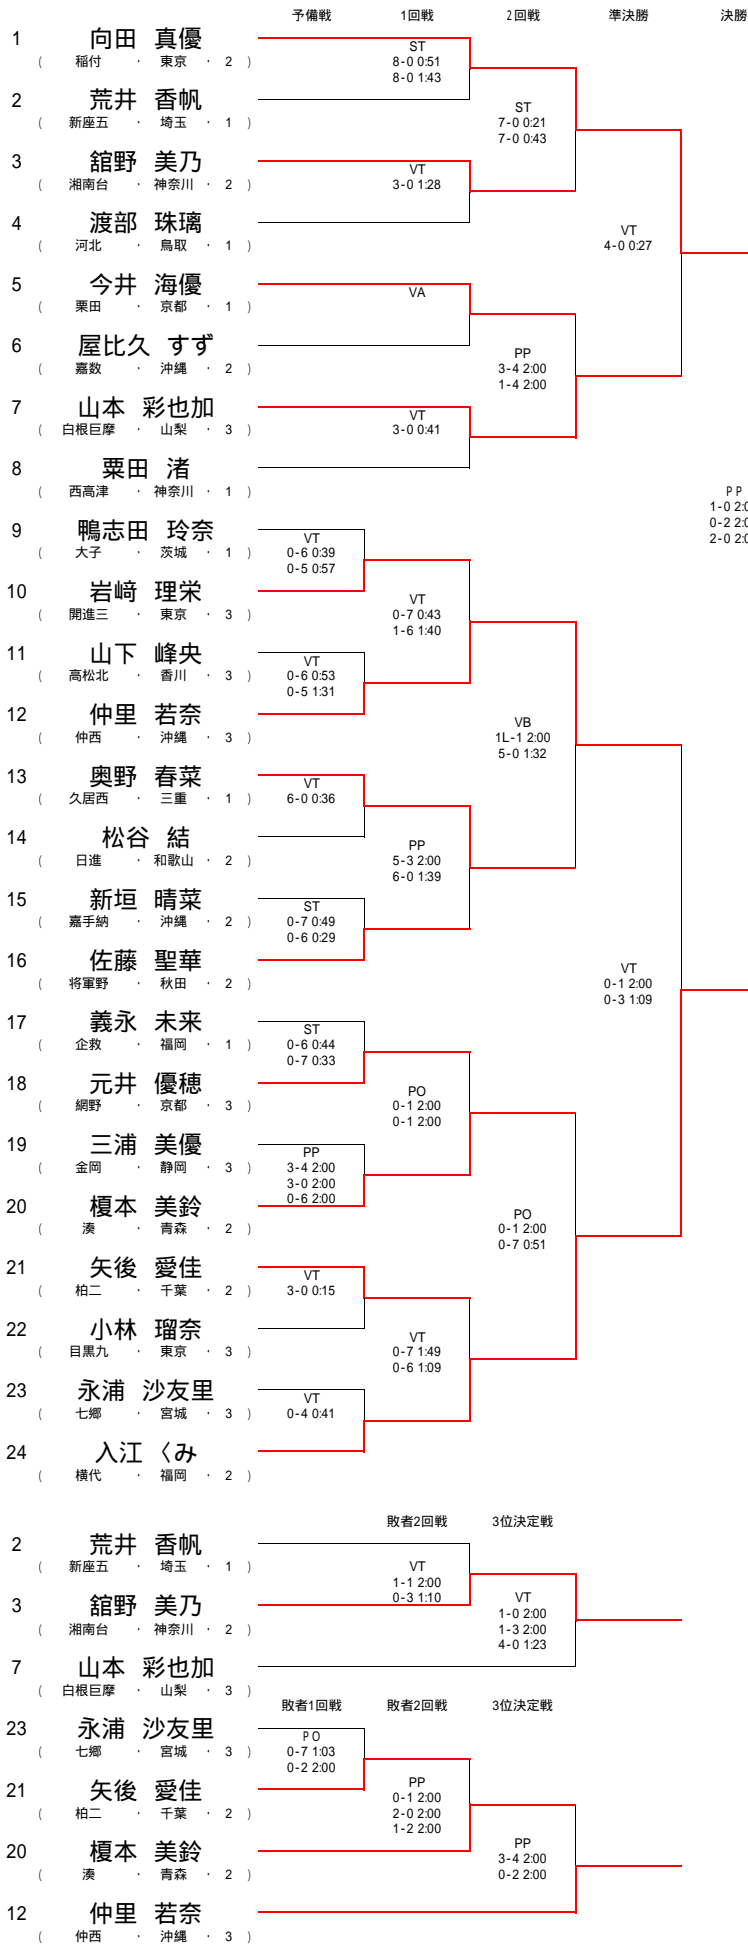 予備戦 1回戦 2回戦 準決勝 決勝
1 向田 真優
( 稲付 ・ 東京 ・ 2 )
ST
8-0 0:51
8-0 1:43
2 荒井 香帆
( 新座五 ・ 埼玉 ・ 1 )
ST
7-0 0:21
7-0 0:43
3 舘野 美乃
( 湘南台 ・ 神奈川 ・ 2 )
VT
3-0 1:28
4 渡部 珠璃
( 河北 ・ 鳥取 ・ 1 )
VT
4-0 0:27
5 今井 海優
( 栗田 ・ 京都 ・ 1 )
VA
6 屋比久 すず
( 嘉数 ・ 沖縄 ・ 2 )
PP
3-4 2:00
1-4 2:00
7 山本 彩也加
( 白根巨摩 ・ 山梨 ・ 3 )
VT
3-0 0:41
8 粟田 渚
( 西高津 ・ 神奈川 ・ 1 )
PP
1-0 2:0
0-2 2:0
2-0 2:0
9 鴨志田 玲奈
( 大子 ・ 茨城 ・ 1 )
VT
0-6 0:39
0-5 0:57
10 岩﨑 理栄
( 開進三 ・ 東京 ・ 3 )
VT
0-7 0:43
1-6 1:40
11 山下 峰央
( 高松北 ・ 香川 ・ 3 )
VT
0-6 0:53
0-5 1:31
12 仲里 若奈
( 仲西 ・ 沖縄 ・ 3 )
VB
1L-1 2:00
5-0 1:32
13 奥野 春菜
( 久居西 ・ 三重 ・ 1 )
VT
6-0 0:36
14 松谷 結
( 日進 ・ 和歌山 ・ 2 )
PP
5-3 2:00
6-0 1:39
15 新垣 晴菜
( 嘉手納 ・ 沖縄 ・ 2 )
ST
0-7 0:49
0-6 0:29
16 佐藤 聖華
( 将軍野 ・ 秋田 ・ 2 )
VT
0-1 2:00
0-3 1:09
17 義永 未来
( 企救 ・ 福岡 ・ 1 )
ST
0-6 0:44
0-7 0:33
18 元井 優穂
( 網野 ・ 京都 ・ 3 )
PO
0-1 2:00
0-1 2:00
19 三浦 美優
( 金岡 ・ 静岡 ・ 3 )
PP
3-4 2:00
3-0 2:00
0-6 2:00
20 榎本 美鈴
( 湊 ・ 青森 ・ 2 )
PO
0-1 2:00
0-7 0:51
21 矢後 愛佳
( 柏二 ・ 千葉 ・ 2 )
VT
3-0 0:15
22 小林 瑠奈
( 目黒九 ・ 東京 ・ 3 )
VT
0-7 1:49
0-6 1:09
23 永浦 沙友里
( 七郷 ・ 宮城 ・ 3 )
VT
0-4 0:41
24 入江 くみ
( 横代 ・ 福岡 ・ 2 )
敗者2回戦 3位決定戦
2 荒井 香帆
( 新座五 ・ 埼玉 ・ 1 )
VT
1-1 2:00
0-3 1:10
3 舘野 美乃
( 湘南台 ・ 神奈川 ・ 2 )
VT
1-0 2:00
1-3 2:00
4-0 1:23
7 山本 彩也加
( 白根巨摩 ・ 山梨 ・ 3 )
敗者1回戦 敗者2回戦 3位決定戦
23 永浦 沙友里
( 七郷 ・ 宮城 ・ 3 )
PO
0-7 1:03
0-2 2:00
21 矢後 愛佳
( 柏二 ・ 千葉 ・ 2 )
PP
0-1 2:00
2-0 2:00
1-2 2:00
20 榎本 美鈴
( 湊 ・ 青森 ・ 2 )
PP
3-4 2:00
0-2 2:00
12 仲里 若奈
( 仲西 ・ 沖縄 ・ 3 )